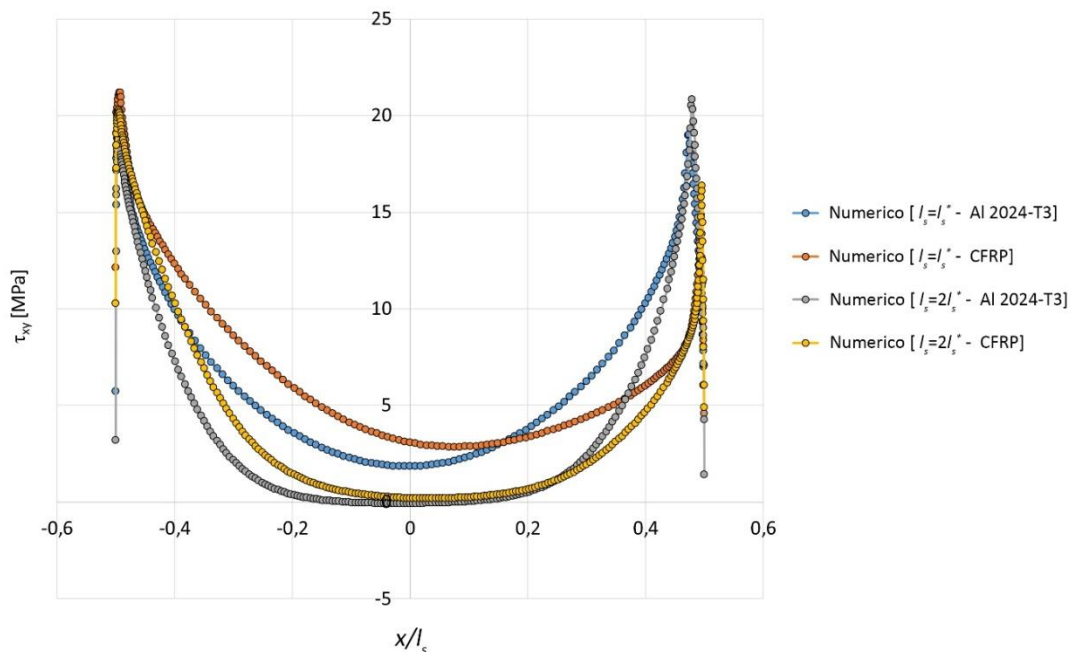 25
20
15
10
5
-5
-0,6
-0,4
-0,2
0
0,2
0,4
0,6
τxy [MPa]
x/ls
Numerico [ ls=ls* - Al 2024-T3]
Numerico [ ls=ls* - CFRP]
Numerico [ ls=2ls* - Al 2024-T3]
Numerico [ ls=2ls* - CFRP]